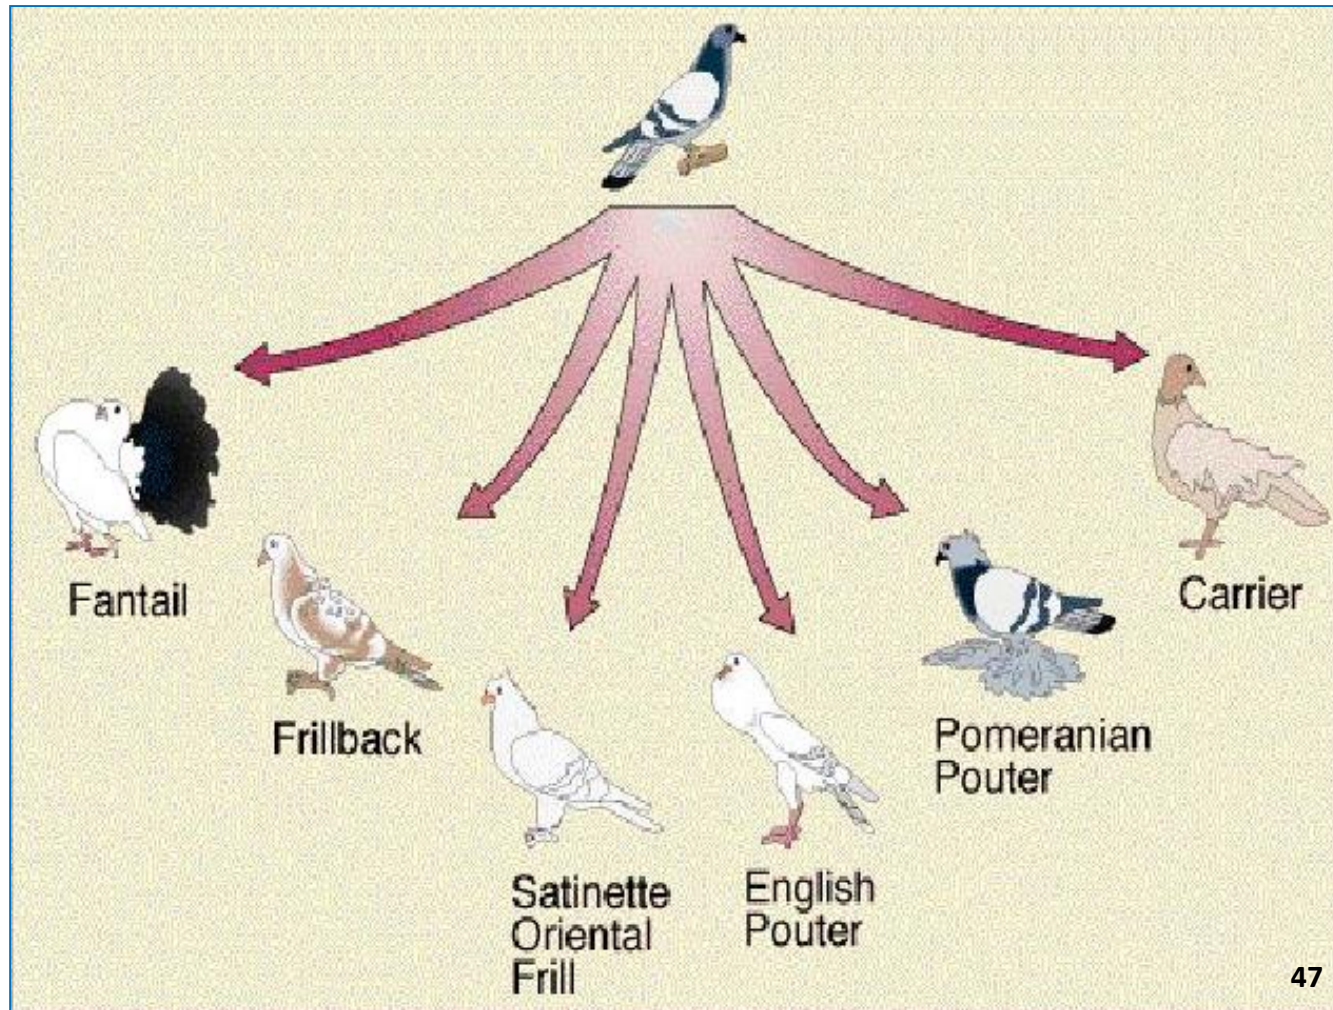 Fantail
Frillback
Satinette
Oriental
Frill
English
Pouter
Pomeranian
Pouter
Carrier
47